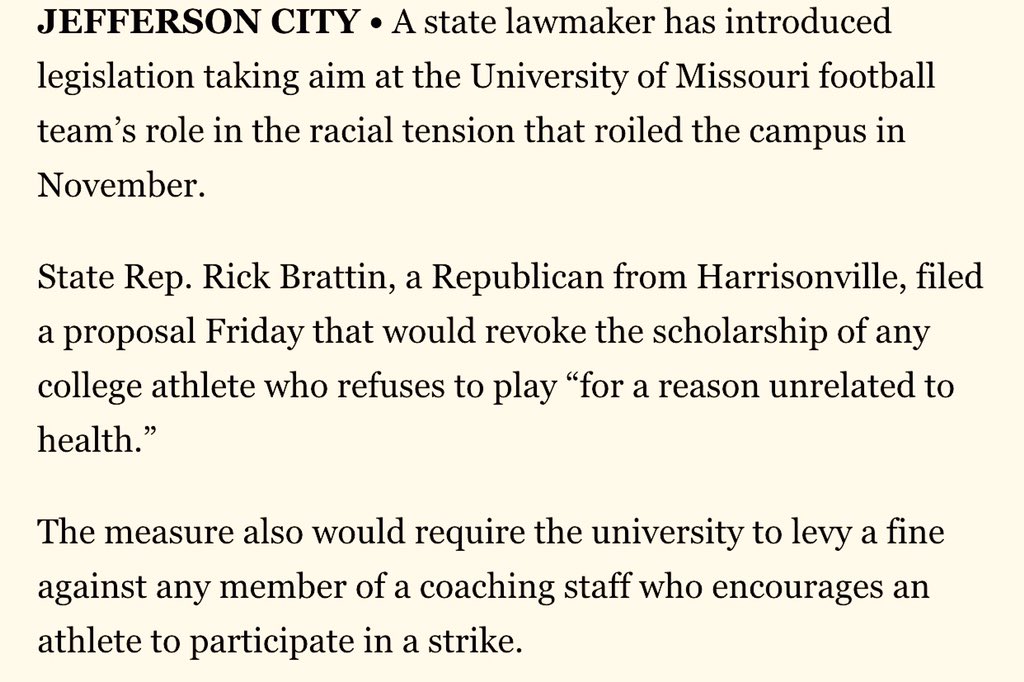 JEFFERSON CITY • A state lawmaker has introduced
legislation taking aim at the University of Missouri football
team’s role in the racial tension that roiled the campus in
November.
State Rep. Rick Brattin, a Republican from Harrisonville, filed
a proposal Friday that would revoke the scholarship of any
college athlete who refuses to play “for a reason unrelated to
health.”
The measure also would require the university to levy a fine
against any member of a coaching staff who encourages an
athlete to participate in a strike.